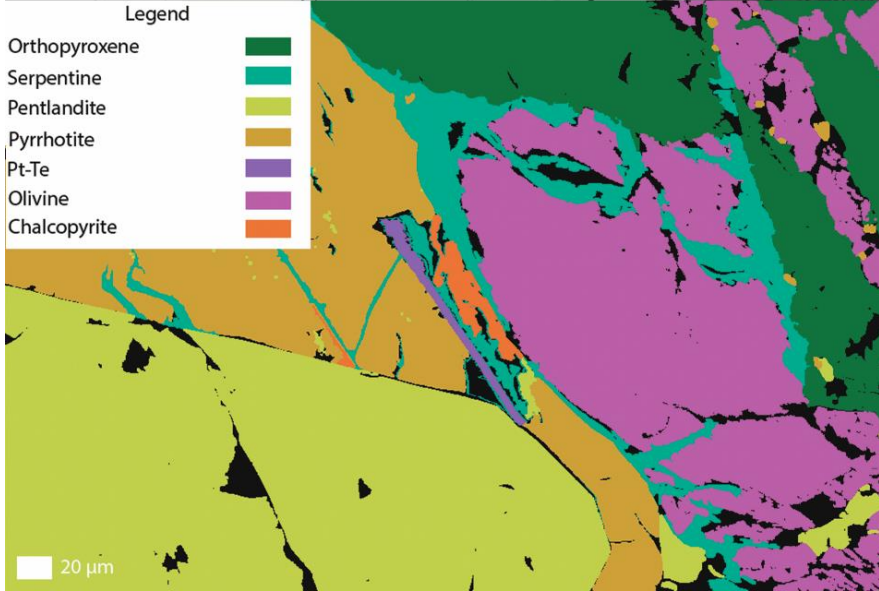 Legend
Orthopyroxene
Serpentine
Pentlandite
Pyrrhotite
Pt-Te
Olivine
Chalcopyrite
20 µm